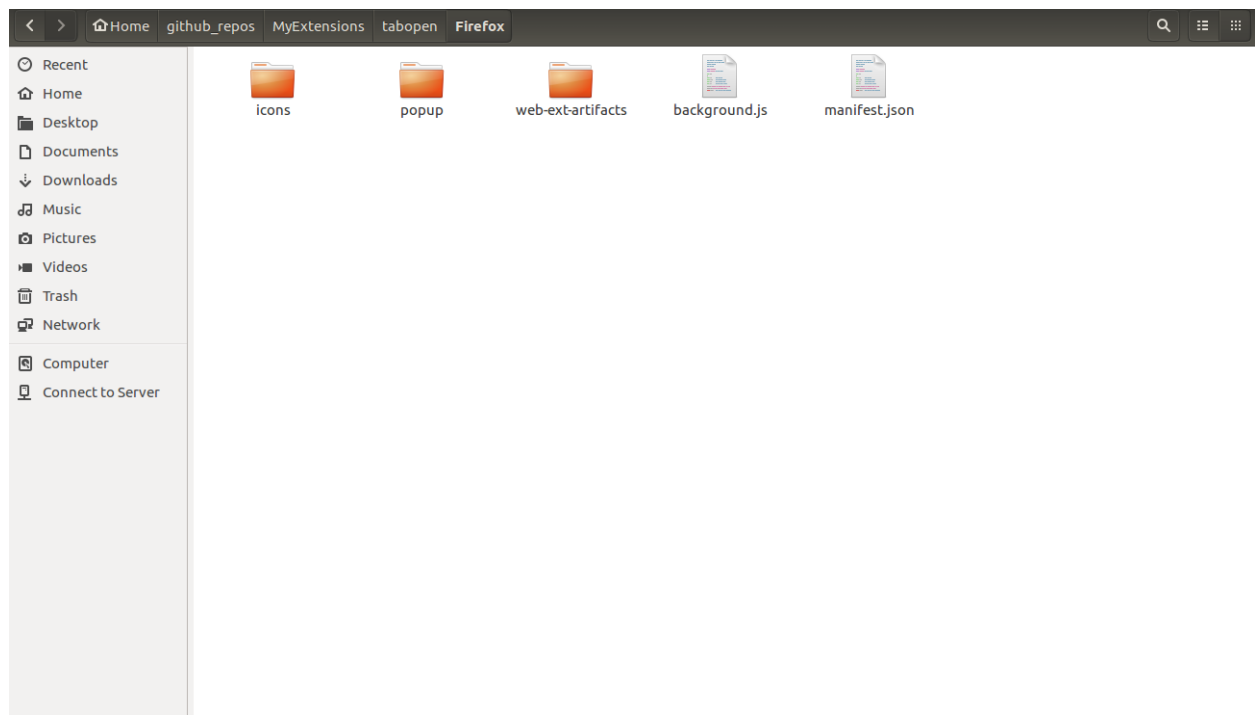 Home github_repos MyExtensions tabopen Firefox
Recent
Home
Desktop
Documents
Downloads
Music
Pictures
Videos
Trash
Network
Computer
Connect to Server
icons popup web-ext-artifacts background.js manifest.json